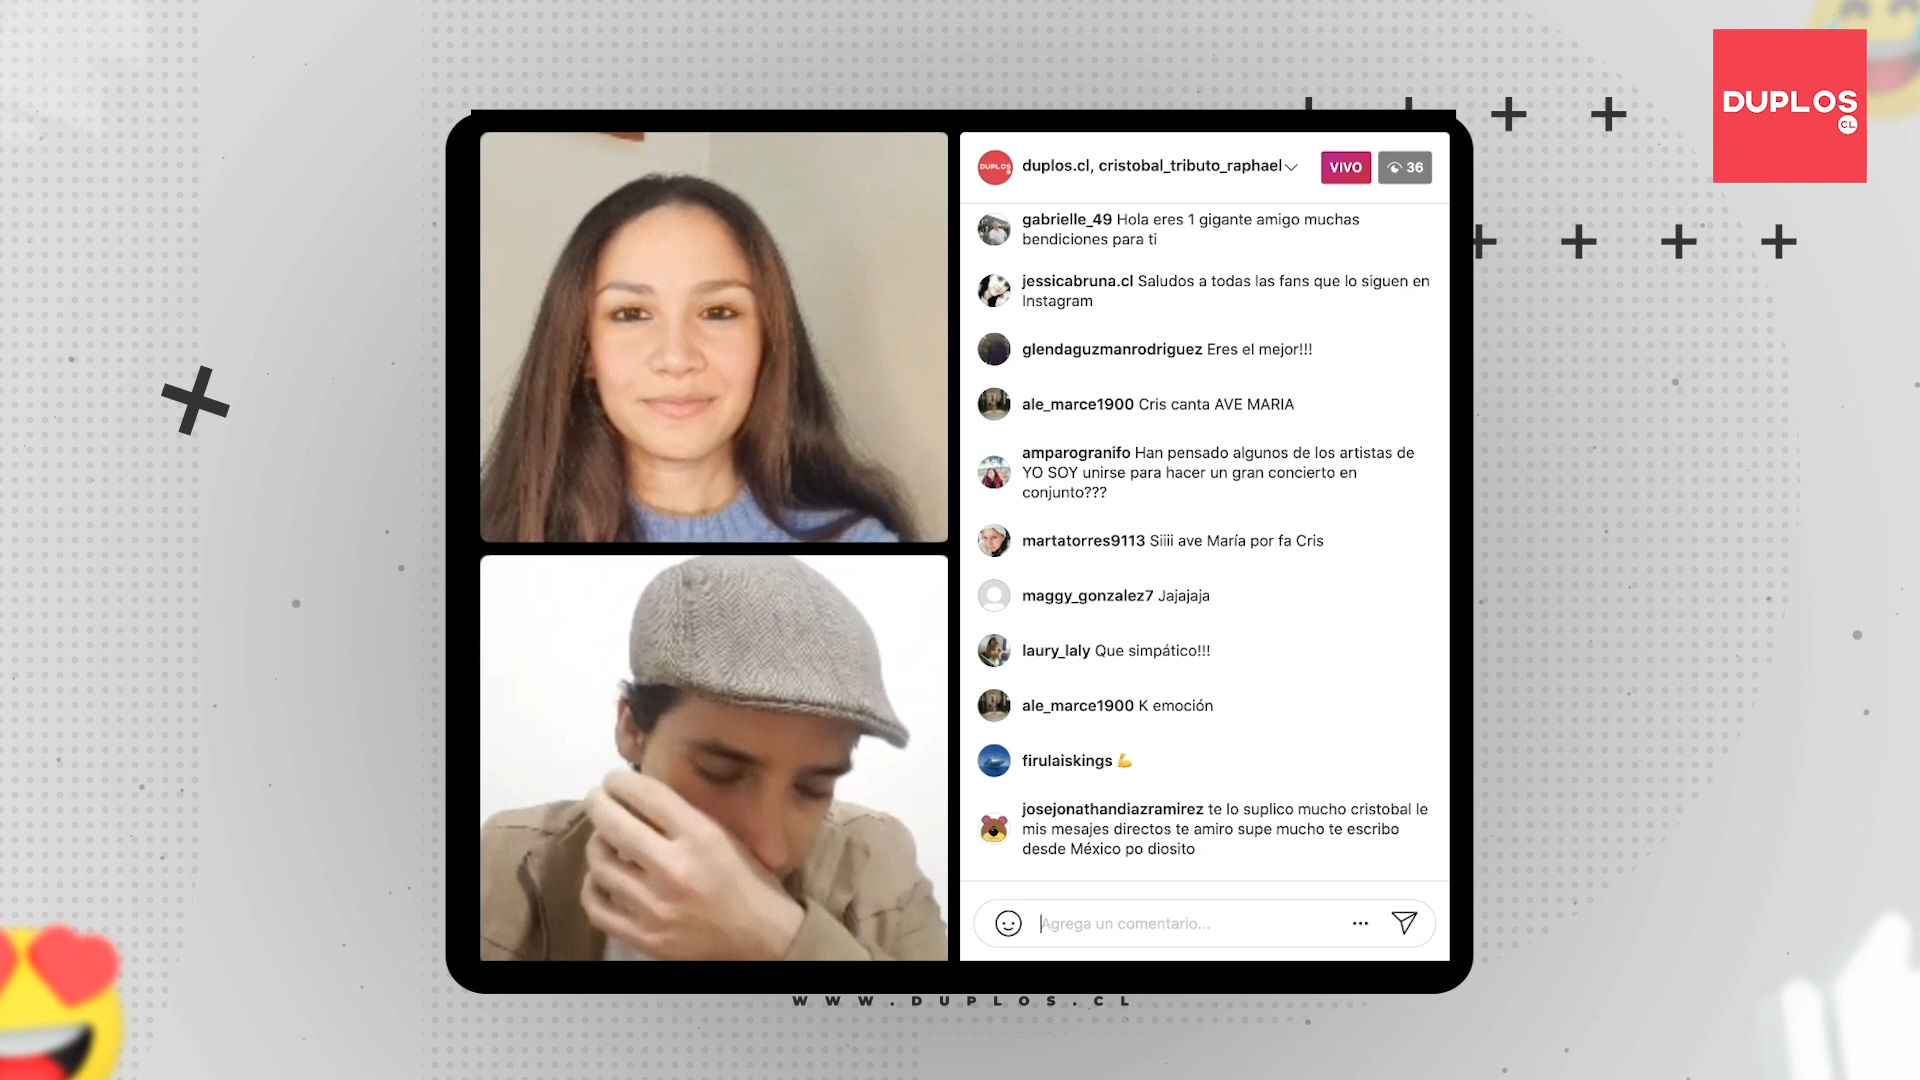 DUPLOS
CL
DUPLOS
duplos.cl, cristobal_tributo_raphael
VIVO
36
gabrielle_49 Hola eres 1 gigante amigo muchas
bendiciones para ti
jessicabruna.cl Saludos a todas las fans que lo siguen en
Instagram
glendaguzmanrodriguez Eres el mejor!!!
ale_marce1900 Cris canta AVE MARIA
amparogranifo Han pensado algunos de los artistas de
YO SOY unirse para hacer un gran concierto en
conjunto???
martatorres9113 Siiii ave María por fa Cris
maggy_gonzalez7 Jajajaja
laury_laly Que simpático!!!
ale_marce1900 K emoción
firulaiskings 💪
josejonathandiazramirez te lo suplico mucho cristobal le
mis mesajes directos te amiro supe mucho te escribo
desde México po diosito
Agrega un comentario...
WWW.DUPLOS.CL